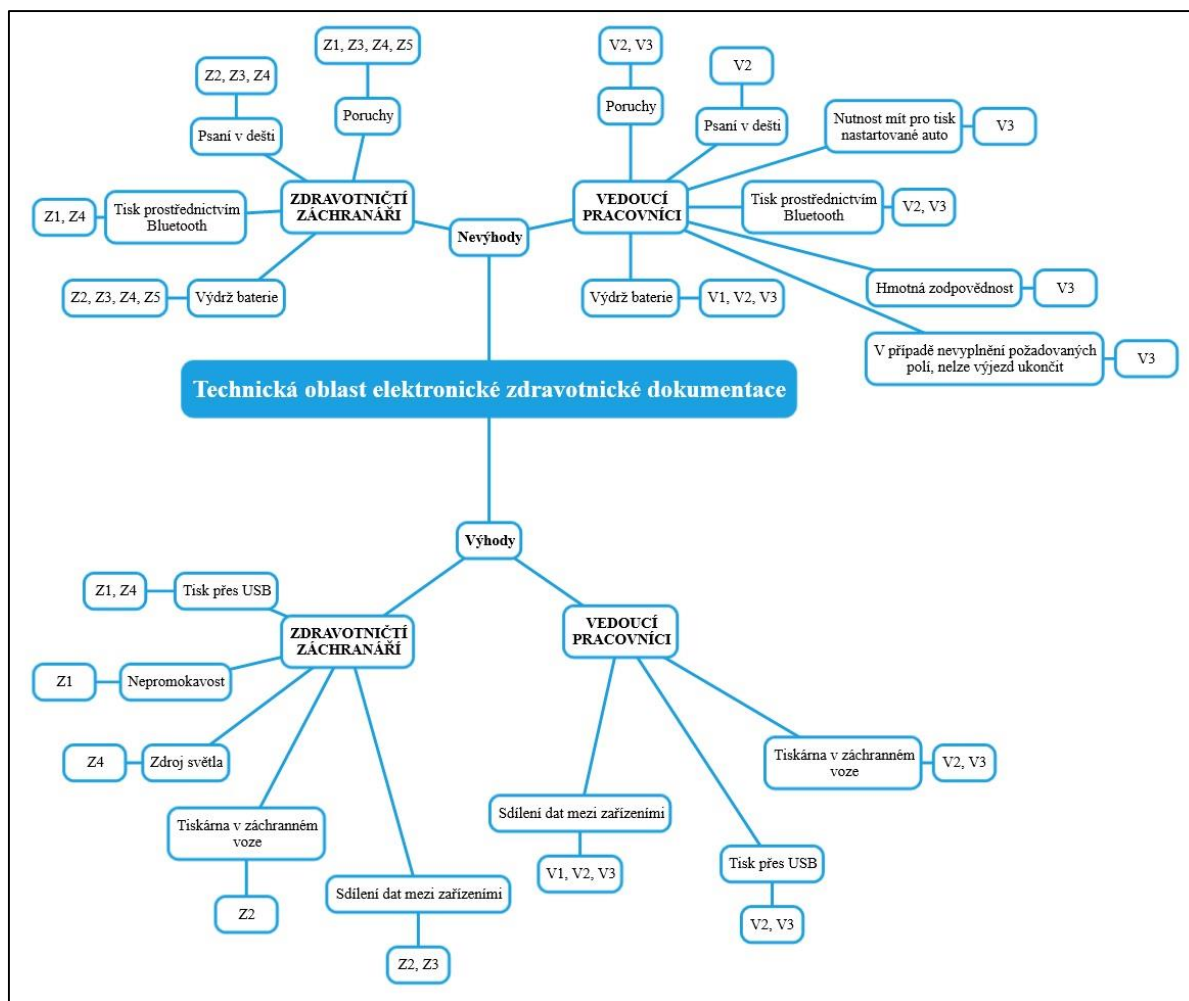 Z1, Z3, Z4, Z5
V2, V3
Z2, Z3, Z4
V2
Poruchy
Poruchy
Psaní v dešti
Psaní v dešti
Nutnost mít pro tisk
nastartované auto
V3
ZDRAVOTNIČTÍ
ZÁCHRANÁŘI
VEDOUCÍ
PRACOVNÍCI
Z1, Z4
Tisk prostřednictvím
Bluetooth
Tisk prostřednictvím
Bluetooth
V2, V3
Nevýhody
Z2, Z3, Z4, Z5
Výdrž baterie
Výdrž baterie
V1, V2, V3
Hmotná zodpovědnost
V3
V případě nevyplnění požadovaných
polí, nelze výjezd ukončit
V3
Technická oblast elektronické zdravotnické dokumentace
Výhody
Z1, Z4
Tisk přes USB
ZDRAVOTNIČTÍ
ZÁCHRANÁŘÍ
VEDOUCÍ
PRACOVNÍCI
Z1
Nepromokavost
Z4
Zdroj světla
Tiskárna v záchranném
voze
V2, V3
Tiskárna v záchranném
voze
Sdílení dat mezi zařízeními
V1, V2, V3
Tisk přes USB
Z2
Sdílení dat mezi zařízeními
V2, V3
Z2, Z3